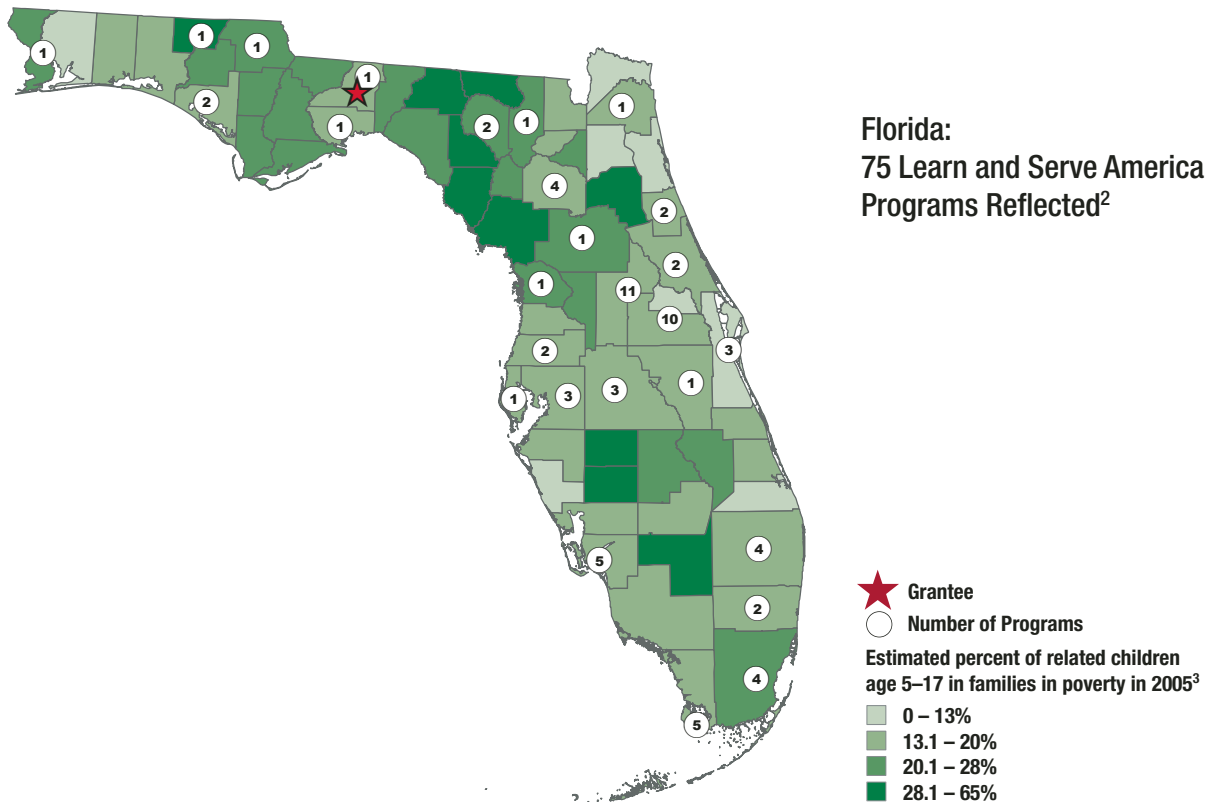 Florida:
75 Learn and Serve America
Programs Reflected²
1
1
1
1
2
1
2
1
1
4
2
1
2
1
11
10
2
3
1
3
3
1
5
4
2
4
5
Grantee
Number of Programs
Estimated percent of related children
age 5–17 in families in poverty in 2005³
0 – 13%
13.1 – 20%
20.1 – 28%
28.1 – 65%